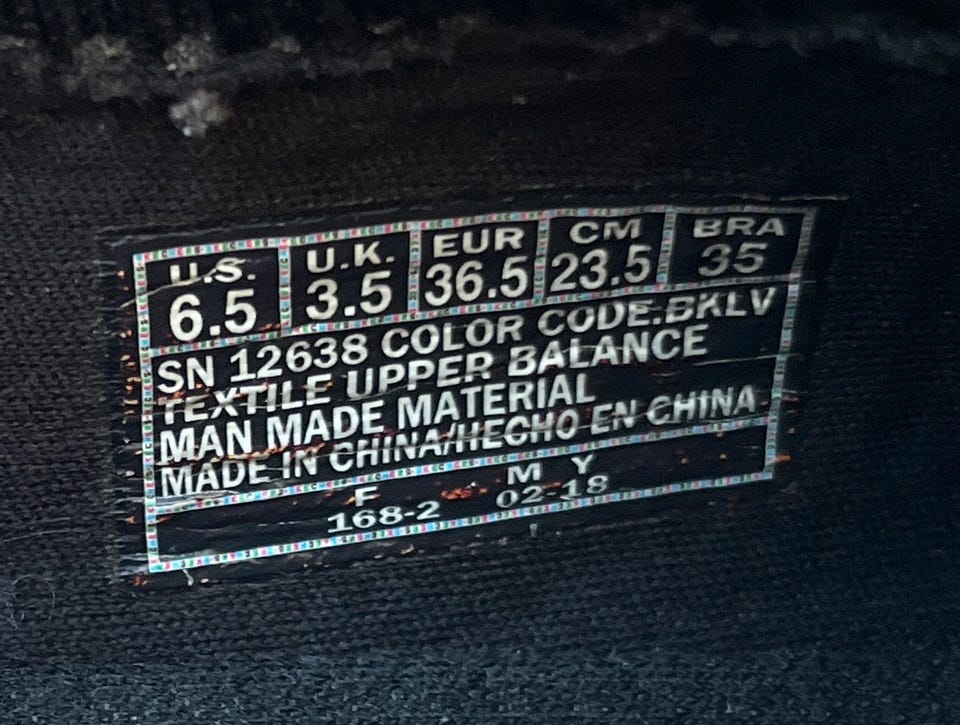 U.S. U.K. EUR CM BRA
6.5 3.5 36.5 23.5 35
SN 12638 COLOR CODE:BKLV
TEXTILE UPPER BALANCE
MAN MADE MATERIAL
MADE IN CHINA/HECHO EN CHINA
F M Y
168-2 02-18